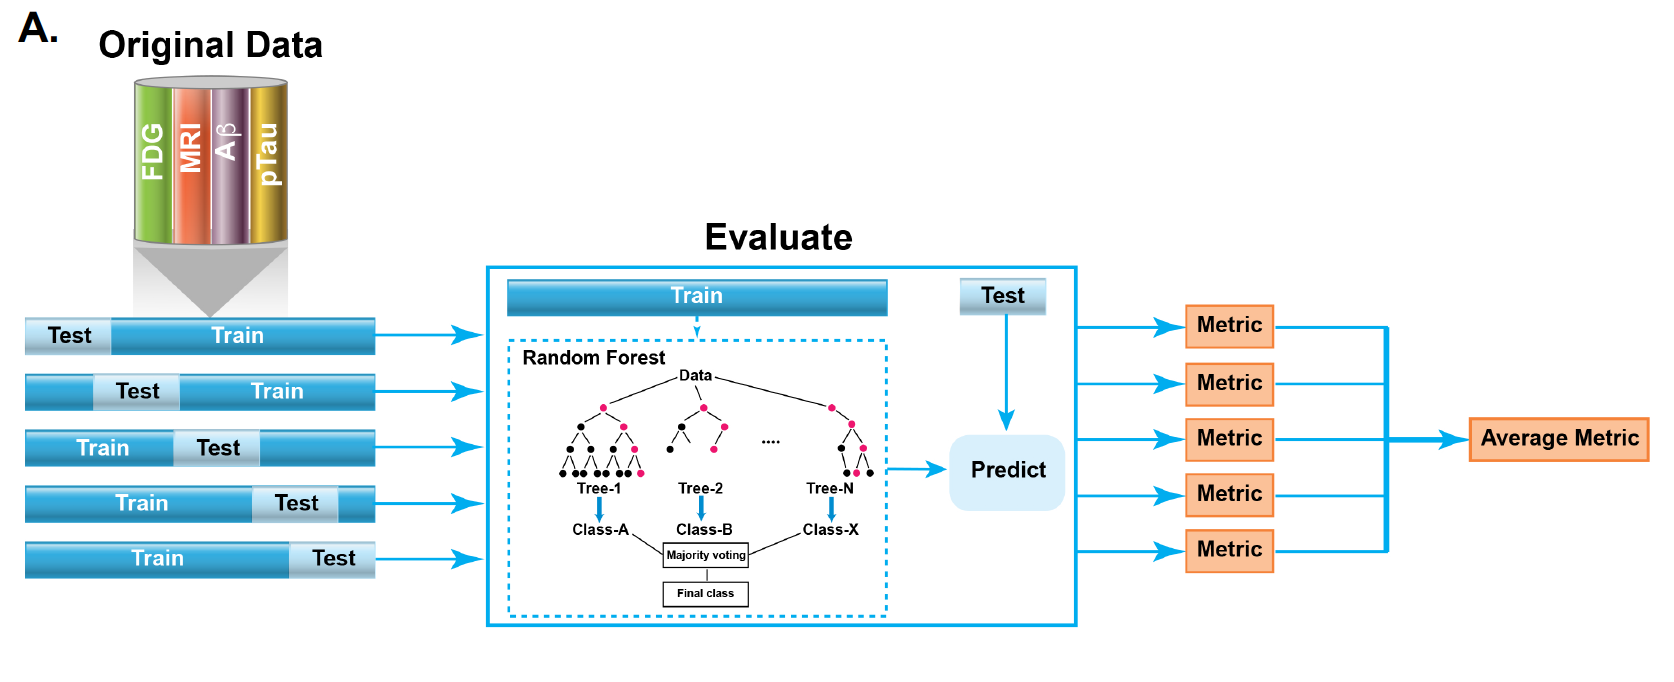 A.
Original Data
FDG
MRI
Aβ
pTau
Test Train
Test Train
Train Test
Train Test
Train Test
Evaluate
Train
Test
Random Forest
Data
....
Tree-1 Tree-2 Tree-N
Class-A Class-B Class-X
Majority voting
Final class
Predict
Metric
Metric
Metric
Metric
Metric
Average Metric